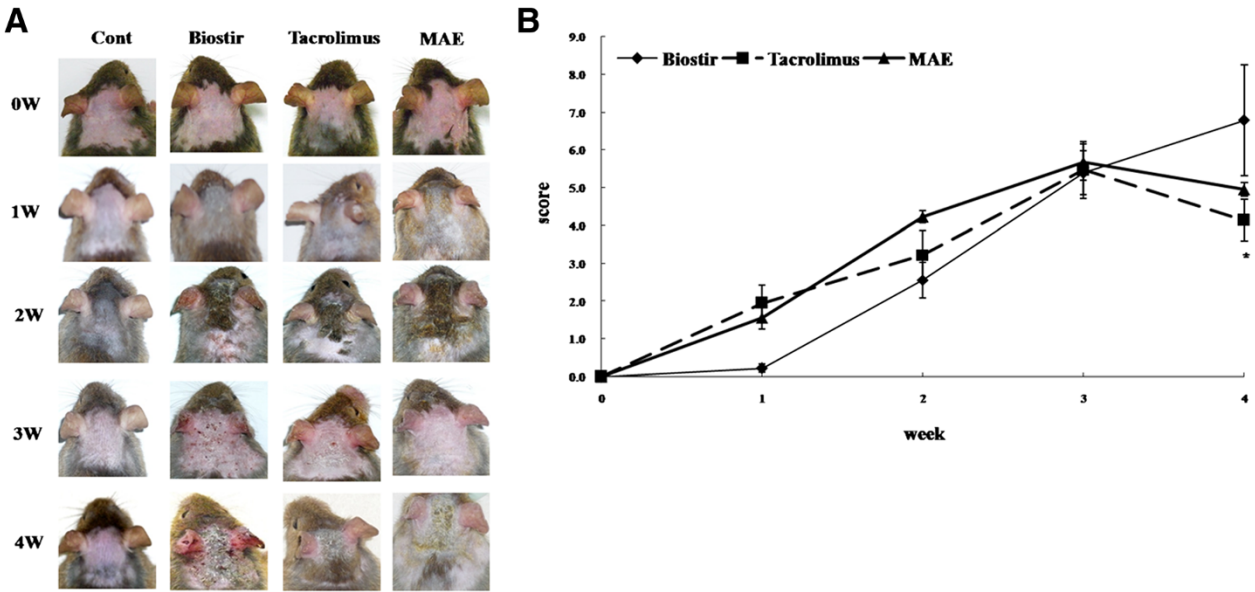 A
Cont Biostir Tacrolimus MAE
0W
1W
2W
3W
4W
B
9.0
8.0
7.0
6.0
5.0
4.0
3.0
2.0
1.0
0.0
Biostir Tacrolimus MAE
score
*
0 1 2 3 4
week